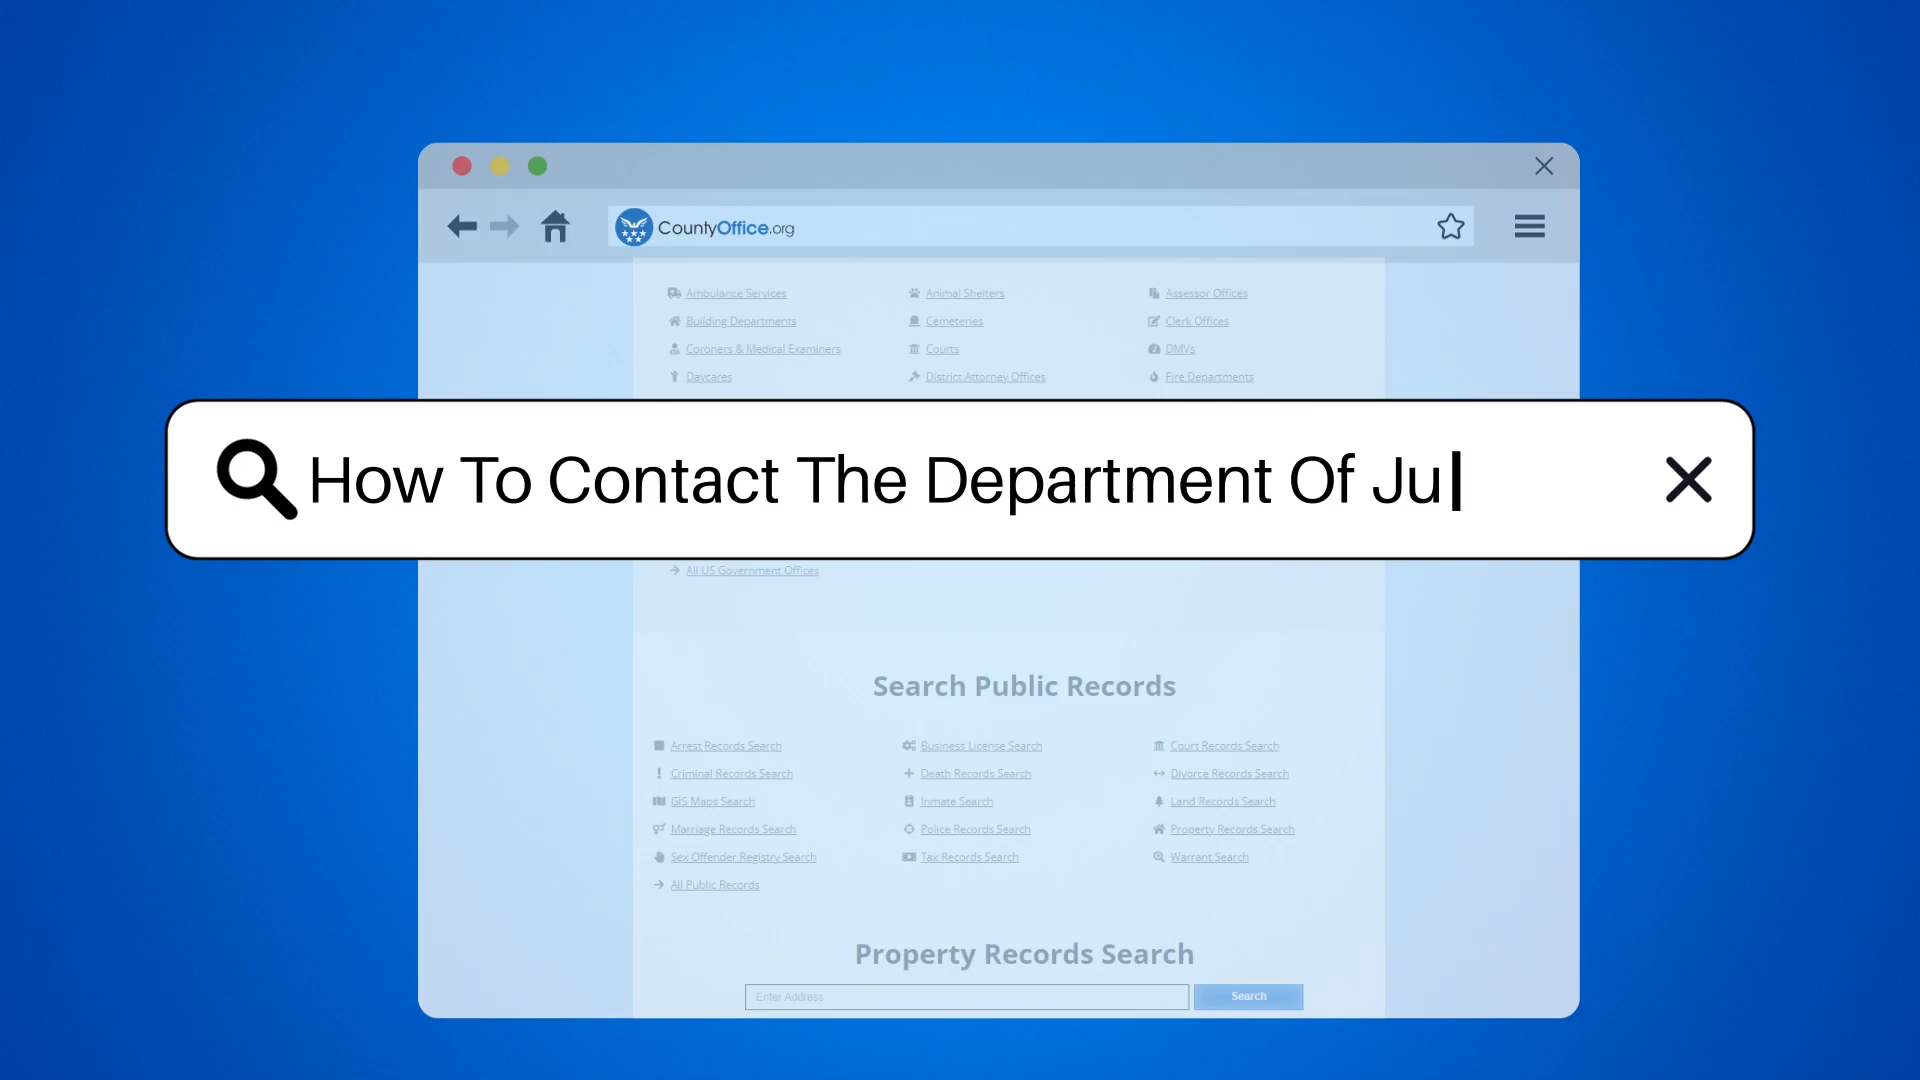 CountyOffice.org
Ambulance Services Animal Shelters Assessor Offices
Building Departments Cemeteries Clerk Offices
Coroners & Medical Examiners Courts DMVs
Daycares District Attorney Offices Fire Departments
How To Contact The Department Of Ju
All US Government Offices
Search Public Records
Arrest Records Search Business License Search Court Records Search
Criminal Records Search Death Records Search Divorce Records Search
GIS Maps Search Inmate Search Land Records Search
Marriage Records Search Police Records Search Property Records Search
Sex Offender Registry Search Tax Records Search Warrant Search
All Public Records
Property Records Search
Enter Address Search